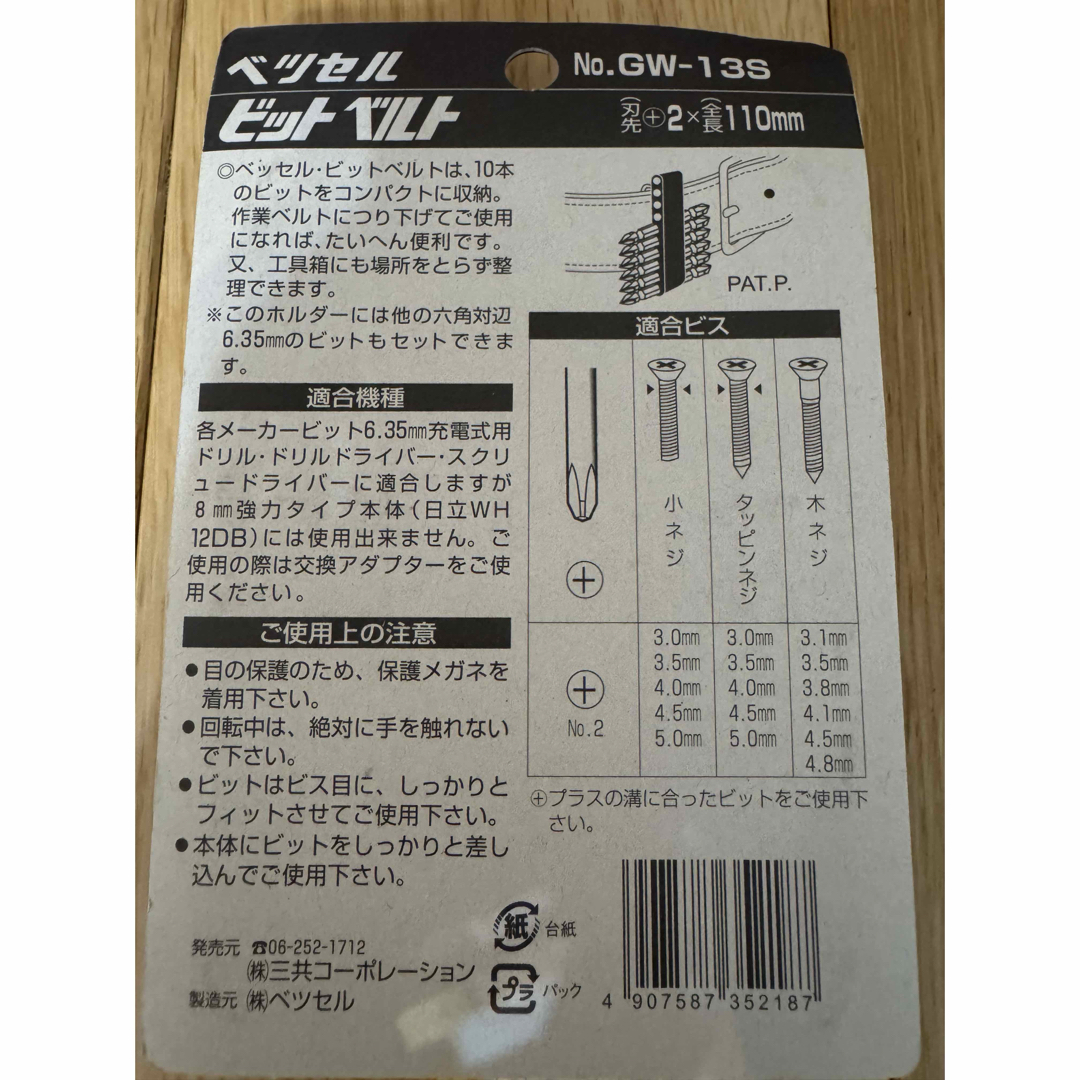 ベッセル
ビットベルト
No.GW-13S
(刃先)⊕2×(全長)110mm
◎ベッセル・ビットベルトは、10本
のビットをコンパクトに収納。
作業ベルトにつり下げてご使用
になれば、たいへん便利です。
又、工具箱にも場所をとらず整
理できます。
※このホルダーには他の六角対辺
6.35mmのビットもセットできま
す。
PAT.P.
適合機種
各メーカービット6.35mm充電式用
ドリル・ドリルドライバー・スクリ
ュードライバーに適合しますが
8mm強力タイプ本体(日立WH
12DB)には使用出来ません。ご
使用の際は交換アダプターをご使
用ください。
ご使用上の注意
●目の保護のため、保護メガネを
着用下さい。
●回転中は、絶対に手を触れない
で下さい。
●ビットはビス目に、しっかりと
フィットさせてご使用下さい。
●本体にビットをしっかりと差し
込んでご使用下さい。
適合ビス
小ネジ
タッピンネジ
木ネジ
⊕
⊕
No.2
3.0mm 3.0mm 3.1mm
3.5mm 3.5mm 3.5mm
4.0mm 4.0mm 3.8mm
4.5mm 4.5mm 4.1mm
5.0mm 5.0mm 4.5mm
4.8mm
⊕プラスの溝に合ったビットをご使用下
さい。
発売元 ☎06-252-1712
㈱三共コーポレーション
製造元 ㈱ベッセル
紙 台紙
プラ パック
4 907587 352187